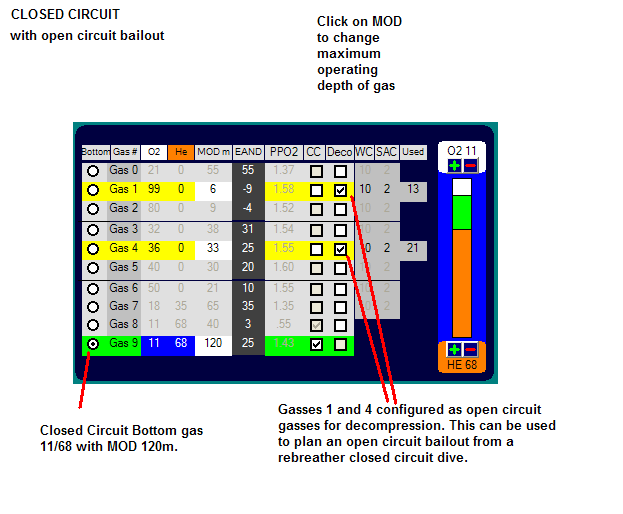 CLOSED CIRCUIT
with open circuit bailout
Click on MOD
to change
maximum
operating
depth of gas
Bottom Gas # O2 He MOD m EAND PPO2 CC Deco WC SAC Used
Gas 0 21 0 55 55 1.37 10 2
Gas 1 99 0 6 -9 1.58 10 2 13
Gas 2 80 0 9 -4 1.52 10 2
Gas 3 32 0 38 31 1.54 10 2
Gas 4 36 0 33 25 1.55 10 2 21
Gas 5 40 0 30 20 1.60 10 2
Gas 6 50 0 21 10 1.55 10 2
Gas 7 18 35 65 35 1.35 10 2
Gas 8 11 68 40 3 .55
Gas 9 11 68 120 25 1.43
O2 11
HE 68
Closed Circuit Bottom gas
11/68 with MOD 120m.
Gasses 1 and 4 configured as open circuit
gasses for decompression. This can be used
to plan an open circuit bailout from a
rebreather closed circuit dive.